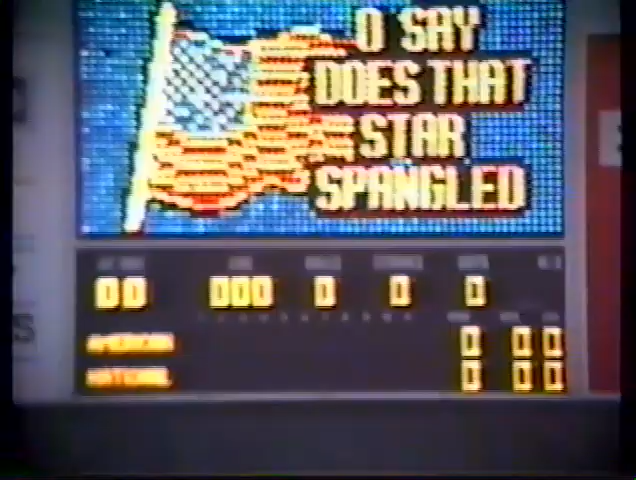 O SAY
DOES THAT
STAR
SPANGLED
00 000 0 0 0
AMERICAN 0 0 0
NATIONAL 0 0 0